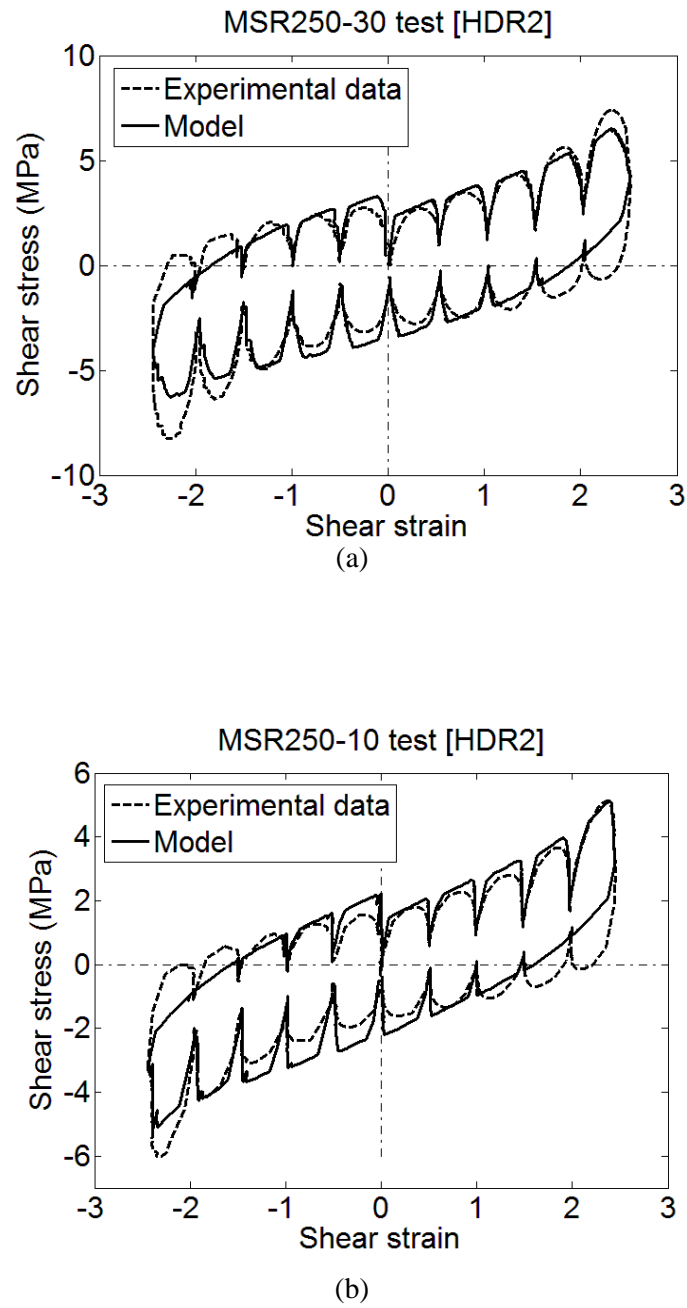 MSR250-30 test [HDR2]
Experimental data
Model
Shear stress (MPa)
10
5
0
-5
-10
-3
-2
-1
0
1
2
3
Shear strain
(a)
MSR250-10 test [HDR2]
Experimental data
Model
Shear stress (MPa)
6
4
2
0
-2
-4
-6
-3
-2
-1
0
1
2
3
Shear strain
(b)